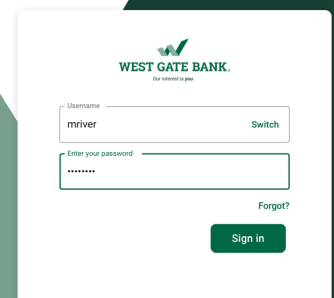 WEST GATE BANK.
Our interest is you
Username
mriver
Switch
Enter your password
••••••••
Forgot?
Sign in